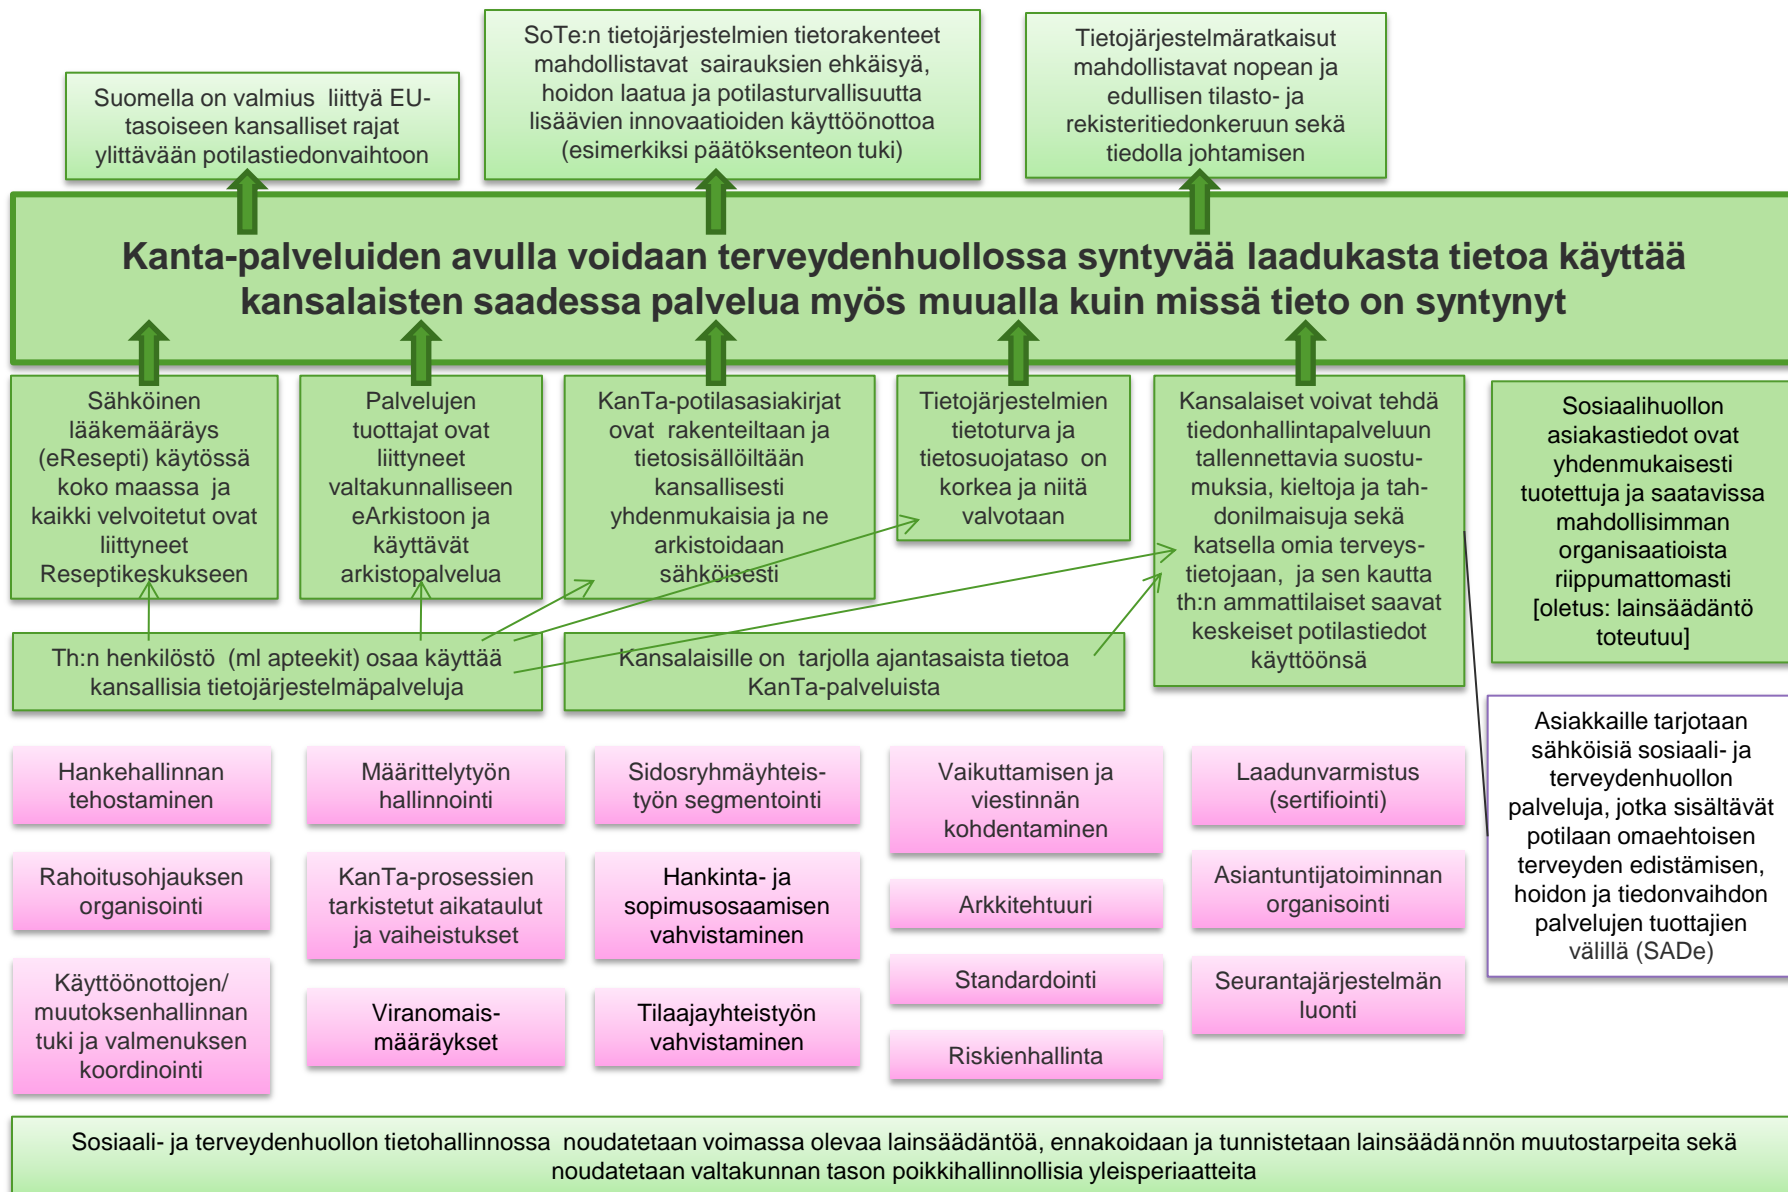 Suomella on valmius liittyä EU-
tasoiseen kansalliset rajat
ylittävään potilastiedonvaihtoon
SoTe:n tietojärjestelmien tietorakenteet
mahdollistavat sairauksien ehkäisyä,
hoidon laatua ja potilasturvallisuutta
lisäävien innovaatioiden käyttöönottoa
(esimerkiksi päätöksenteon tuki)
Tietojärjestelmäratkaisut
mahdollistavat nopean ja
edullisen tilasto- ja
rekisteritiedonkeruun sekä
tiedolla johtamisen
Kanta-palveluiden avulla voidaan terveydenhuollossa syntyvää laadukasta tietoa käyttää
kansalaisten saadessa palvelua myös muualla kuin missä tieto on syntynyt
Sähköinen
lääkemääräys
(eResepti) käytössä
koko maassa ja
kaikki velvoitetut ovat
liittyneet
Reseptikeskukseen
Palvelujen
tuottajat ovat
liittyneet
valtakunnalliseen
eArkistoon ja
käyttävät
arkistopalvelua
KanTa-potilasasiakirjat
ovat rakenteiltaan ja
tietosisällöiltään
kansallisesti
yhdenmukaisia ja ne
arkistoidaan
sähköisesti
Tietojärjestelmien
tietoturva ja
tietosuojataso on
korkea ja niitä
valvotaan
Kansalaiset voivat tehdä
tiedonhallintapalveluun
tallennettavia suostu-
muksia, kieltoja ja tah-
donilmaisuja sekä
katsella omia terveys-
tietojaan, ja sen kautta
th:n ammattilaiset saavat
keskeiset potilastiedot
käyttöönsä
Sosiaalihuollon
asiakastiedot ovat
yhdenmukaisesti
tuotettuja ja saatavissa
mahdollisimman
organisaatioista
riippumattomasti
[oletus: lainsäädäntö
toteutuu]
Th:n henkilöstö (ml apteekit) osaa käyttää
kansallisia tietojärjestelmäpalveluja
Kansalaisille on tarjolla ajantasaista tietoa
KanTa-palveluista
Asiakkaille tarjotaan
sähköisiä sosiaali- ja
terveydenhuollon
palveluja, jotka sisältävät
potilaan omaehtoisen
terveyden edistämisen,
hoidon ja tiedonvaihdon
palvelujen tuottajien
välillä (SADe)
Hankehallinnan
tehostaminen
Määrittelytyön
hallinnointi
Sidosryhmäyhteis-
työn segmentointi
Vaikuttamisen ja
viestinnän
kohdentaminen
Laadunvarmistus
(sertifiointi)
Rahoitusohjauksen
organisointi
KanTa-prosessien
tarkistetut aikataulut
ja vaiheistukset
Hankinta- ja
sopimusosaamisen
vahvistaminen
Arkkitehtuuri
Asiantuntijatoiminnan
organisointi
Käyttöönottojen/
muutoksenhallinnan
tuki ja valmennuksen
koordinointi
Viranomais-
määräykset
Tilaajayhteistyön
vahvistaminen
Standardointi
Seurantajärjestelmän
luonti
Riskienhallinta
Sosiaali- ja terveydenhuollon tietohallinnossa noudatetaan voimassa olevaa lainsäädäntöä, ennakoidaan ja tunnistetaan lainsäädännön muutostarpeita sekä
noudatetaan valtakunnan tason poikkihallinnollisia yleisperiaatteita